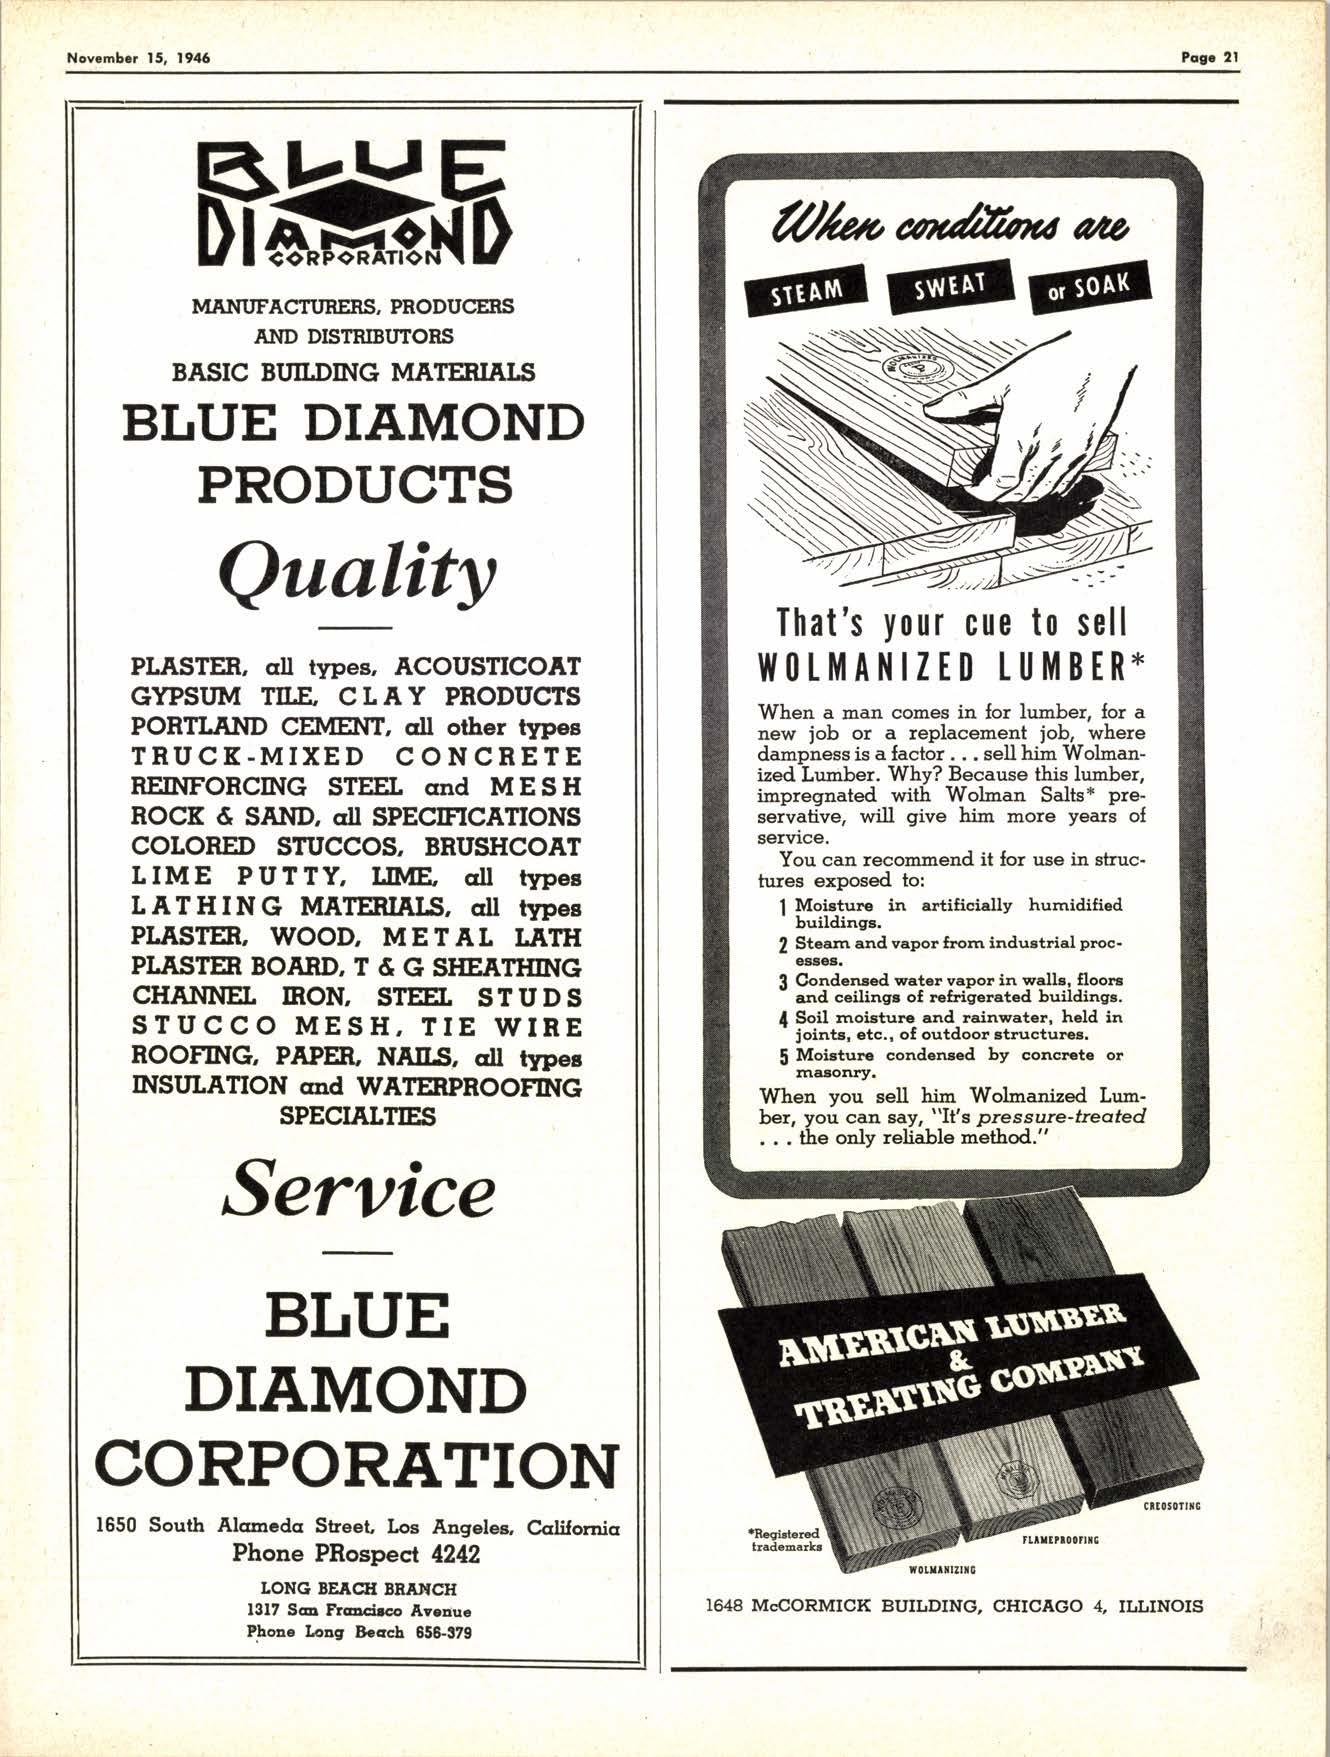 November 15, 1946
Page 21
BLUE
DIAMOND
CORPORATION
MANUFACTURERS, PRODUCERS
AND DISTRIBUTORS
BASIC BUILDING MATERIALS
BLUE DIAMOND
PRODUCTS
Quality
PLASTER, all types, ACOUSTICOAT
GYPSUM TILE, CLAY PRODUCTS
PORTLAND CEMENT, all other types
TRUCK-MIXED CONCRETE
REINFORCING STEEL and MESH
ROCK & SAND, all SPECIFICATIONS
COLORED STUCCOS, BRUSHCOAT
LIME PUTTY, LIME, all types
LATHING MATERIALS, all types
PLASTER, WOOD, METAL LATH
PLASTER BOARD, T & G SHEATHING
CHANNEL IRON, STEEL STUDS
STUCCO MESH, TIE WIRE
ROOFING, PAPER, NAILS, all types
INSULATION and WATERPROOFING
SPECIALTIES
Service
BLUE
DIAMOND
CORPORATION
1650 South Alameda Street, Los Angeles, California
Phone PRospect 4242
LONG BEACH BRANCH
1317 San Francisco Avenue
Phone Long Beach 656-379
When conditions are
STEAM SWEAT or SOAK
WOLMANIZED
That's your cue to sell
WOLMANIZED LUMBER*
When a man comes in for lumber, for a
new job or a replacement job, where
dampness is a factor . . . sell him Wolman-
ized Lumber. Why? Because this lumber,
impregnated with Wolman Salts* pre-
servative, will give him more years of
service.
You can recommend it for use in struc-
tures exposed to:
1 Moisture in artificially humidified
buildings.
2 Steam and vapor from industrial proc-
esses.
3 Condensed water vapor in walls, floors
and ceilings of refrigerated buildings.
4 Soil moisture and rainwater, held in
joints, etc., of outdoor structures.
5 Moisture condensed by concrete or
masonry.
When you sell him Wolmanized Lum-
ber, you can say, "It's pressure-treated
. . . the only reliable method."
AMERICAN LUMBER
&
TREATING COMPANY
CREOSOTING
FLAMEPROOFING
WOLMANIZING
*Registered
trademarks
1648 McCORMICK BUILDING, CHICAGO 4, ILLINOIS